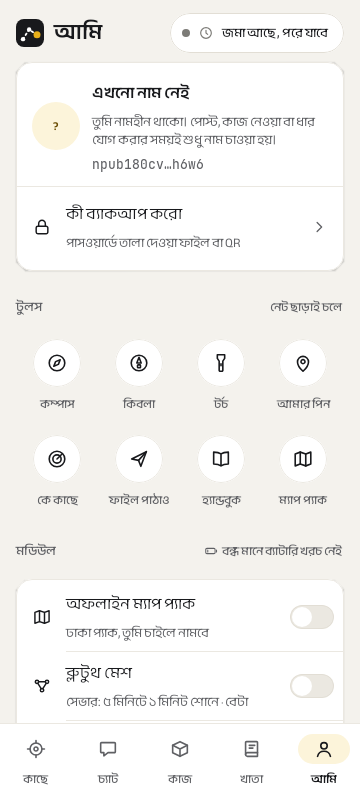 আমি
জমা আছে, পরে যাবে
এখনো নাম নেই
?
তুমি নামহীন থাকো। পোস্ট, কাজ নেওয়া বা ধার
যোগ করার সময়ই শুধু নাম চাওয়া হয়।
npub180cv…h6w6
কী ব্যাকআপ করো
পাসওয়ার্ডে তালা দেওয়া ফাইল বা QR
টুলস
নেট ছাড়াই চলে
কম্পাস
কিবলা
টর্চ
আমার পিন
কে কাছে
ফাইল পাঠাও
হ্যান্ডবুক
ম্যাপ প্যাক
মডিউল
বন্ধ মানে ব্যাটারি খরচ নেই
অফলাইন ম্যাপ প্যাক
ঢাকা প্যাক, তুমি চাইলে নামবে
ব্লুটুথ মেশ
সেভার: ৫ মিনিটে ১ মিনিট শোনে · বেটা
কাছে
চ্যাট
কাজ
খাতা
আমি